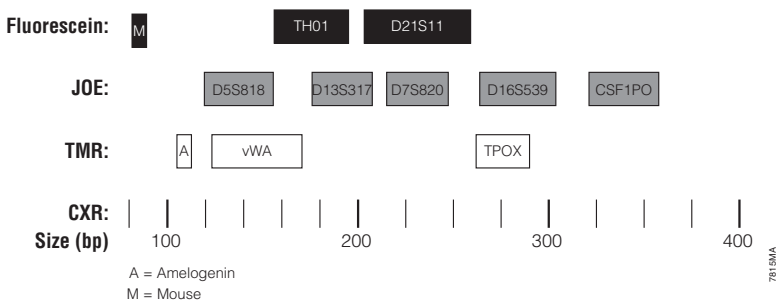 Fluorescein: M TH01 D21S11
JOE: D5S818 D13S317 D7S820 D16S539 CSF1PO
TMR: A vWA TPOX
CXR:
Size (bp) 100 200 300 400
A = Amelogenin
M = Mouse
7815MA